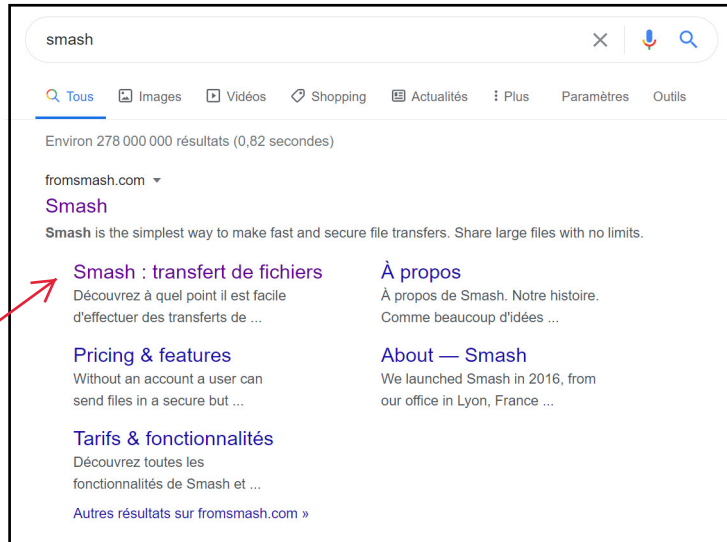 smash
Tous Images Vidéos Shopping Actualités Plus Paramètres Outils
Environ 278 000 000 résultats (0,82 secondes)
fromsmash.com
Smash
Smash is the simplest way to make fast and secure file transfers. Share large files with no limits.
Smash : transfert de fichiers
Découvrez à quel point il est facile
d'effectuer des transferts de ...
À propos
À propos de Smash. Notre histoire.
Comme beaucoup d'idées ...
Pricing & features
Without an account a user can
send files in a secure but ...
About — Smash
We launched Smash in 2016, from
our office in Lyon, France ...
Tarifs & fonctionnalités
Découvrez toutes les
fonctionnalités de Smash et ...
Autres résultats sur fromsmash.com »